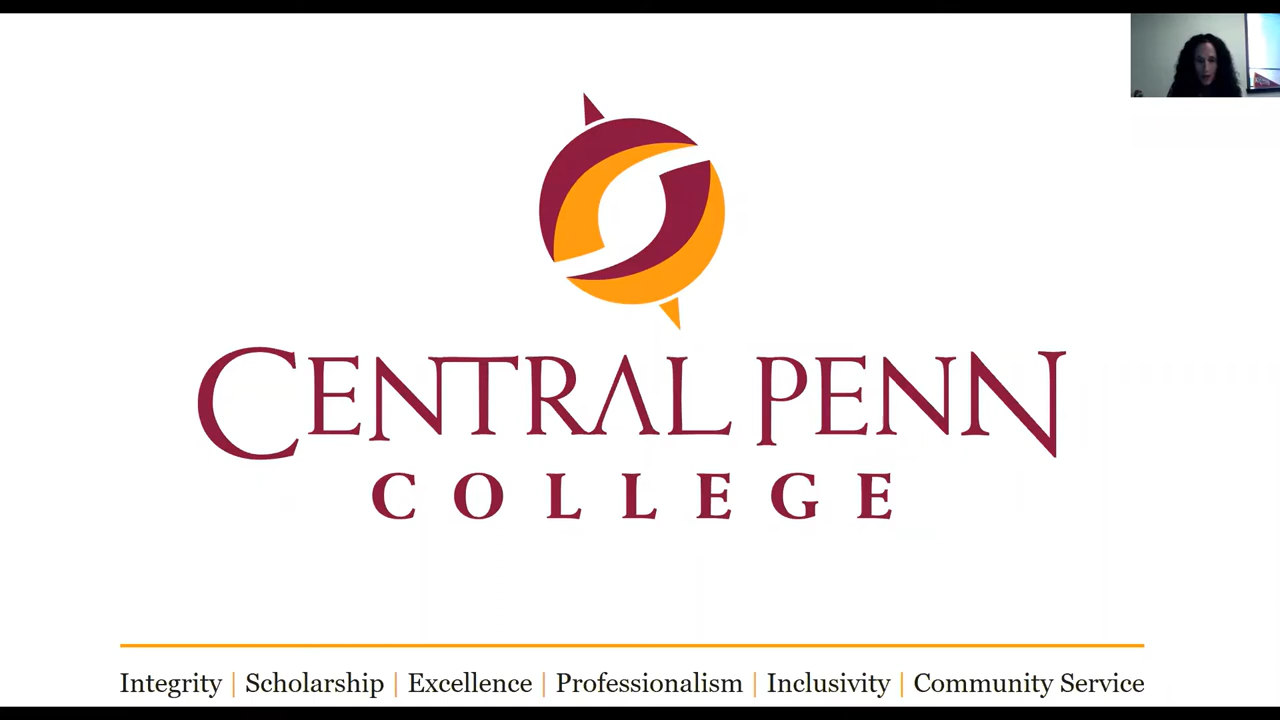 CENTRAL PENN
COLLEGE
Integrity | Scholarship | Excellence | Professionalism | Inclusivity | Community Service